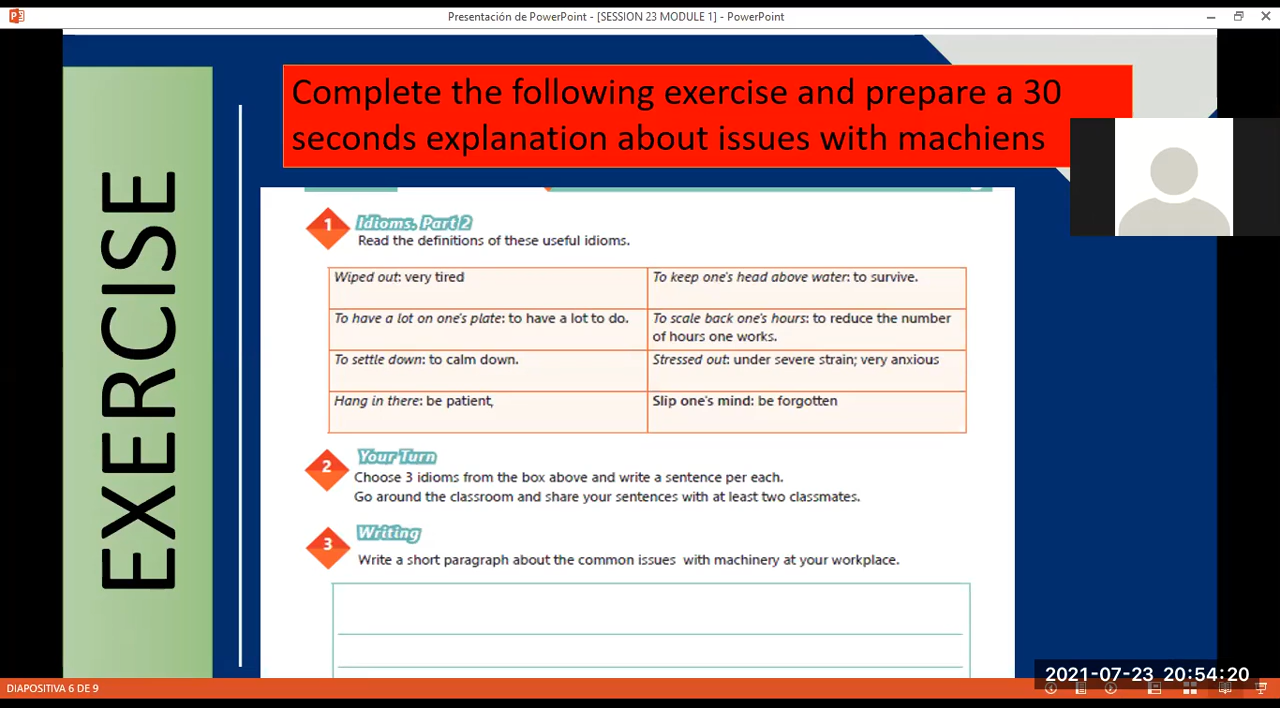 Presentación de PowerPoint - [SESSION 23 MODULE 1] - PowerPoint
EXERCISE
Complete the following exercise and prepare a 30
seconds explanation about issues with machiens
1 Idioms. Part 2
Read the definitions of these useful idioms.
Wiped out: very tired
To keep one's head above water: to survive.
To have a lot on one's plate: to have a lot to do.
To scale back one's hours: to reduce the number
of hours one works.
To settle down: to calm down.
Stressed out: under severe strain; very anxious
Hang in there: be patient,
Slip one's mind: be forgotten
2 Your Turn
Choose 3 idioms from the box above and write a sentence per each.
Go around the classroom and share your sentences with at least two classmates.
3 Writing
Write a short paragraph about the common issues with machinery at your workplace.
2021-07-23 20:54:20
DIAPOSITIVA 6 DE 9